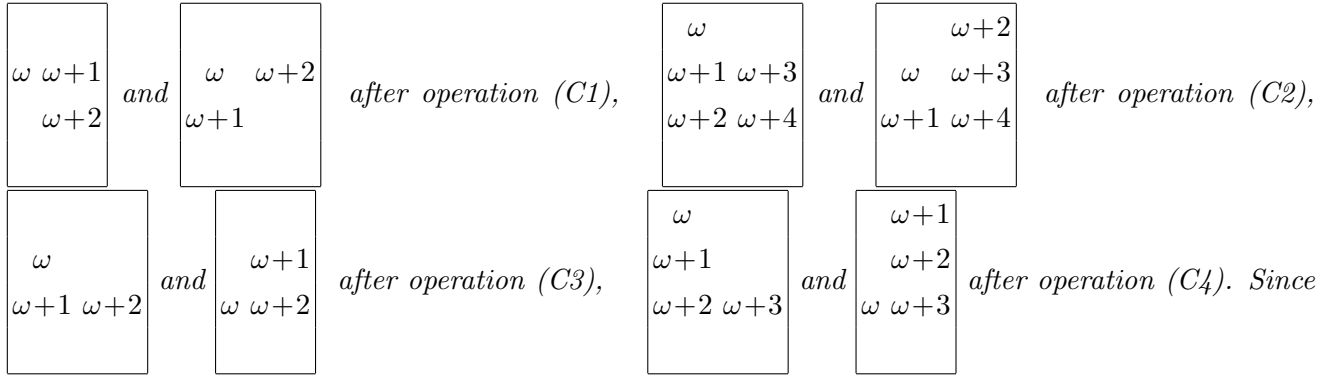 ω
ω+2
ω ω+1 and ω ω+2 after operation (C1), ω+1 ω+3 and ω ω+3 after operation (C2),
ω+2 ω+1 ω+2 ω+4 ω+1 ω+4
ω ω+1
ω ω+1 ω+1 ω+2
ω+1 ω+2 and ω ω+2 after operation (C3), ω+2 ω+3 and ω ω+3 after operation (C4). Since